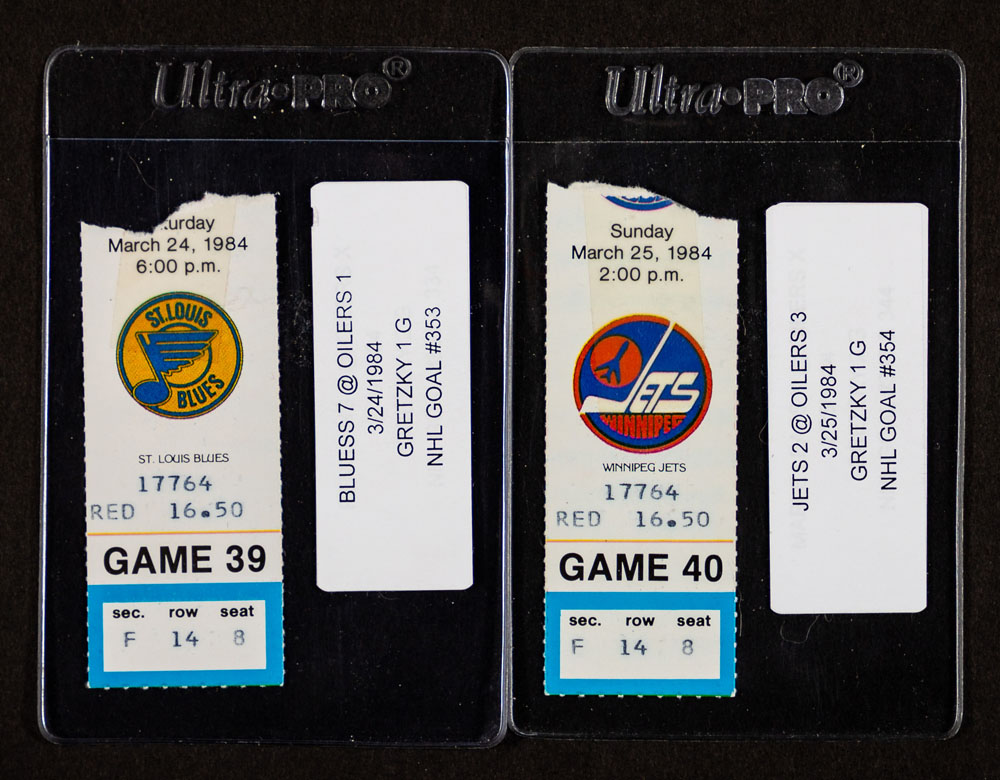 Ultra•PRO®
urday
March 24, 1984
6:00 p.m.
ST. LOUIS
BLUES
ST. LOUIS BLUES
17764
RED 16.50
GAME 39
sec. row seat
F 14 8
BLUESS 7 @ OILERS 1
3/24/1984
GRETZKY 1 G
NHL GOAL #353
Ultra•PRO®
Sunday
March 25, 1984
2:00 p.m.
JETS
WINNIPEG
WINNIPEG JETS
17764
RED 16.50
GAME 40
sec. row seat
F 14 8
JETS 2 @ OILERS 3
3/25/1984
GRETZKY 1 G
NHL GOAL #354